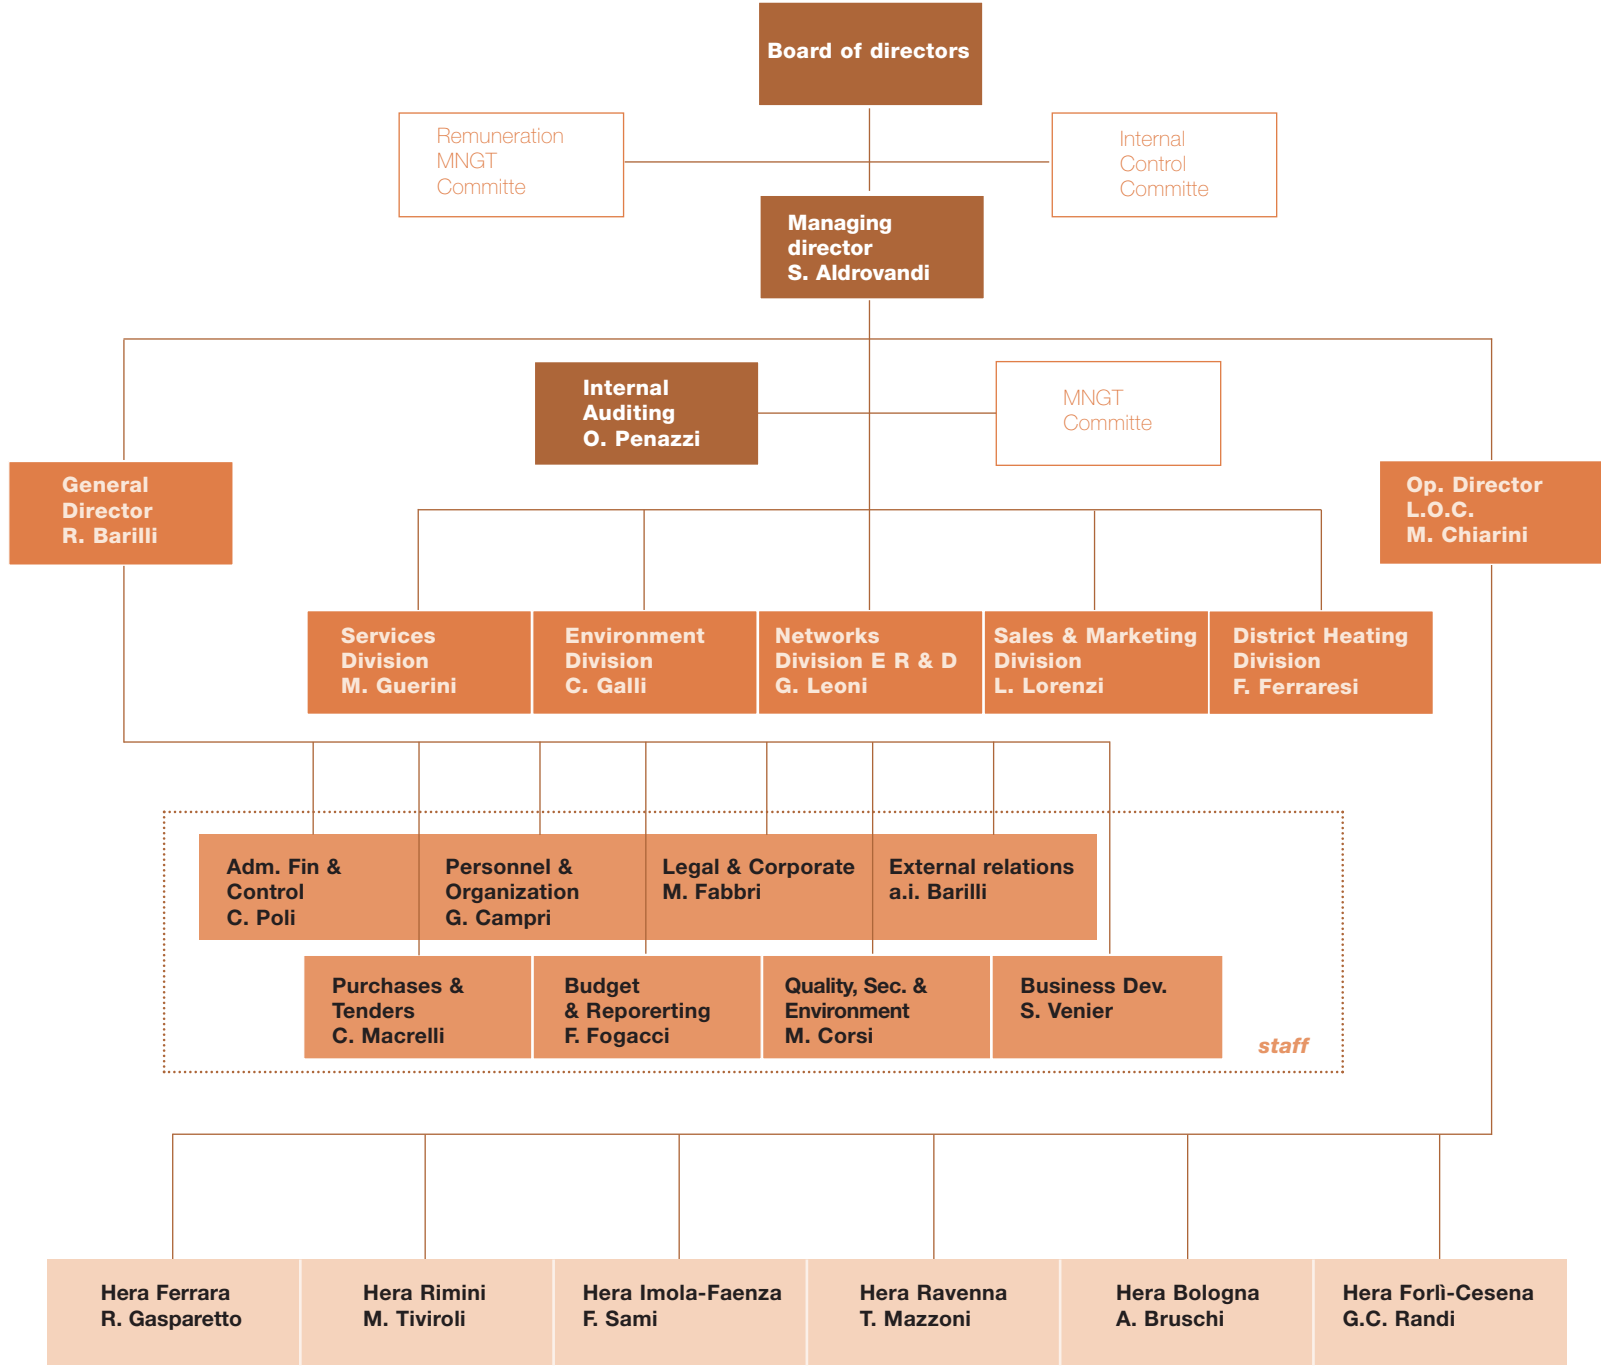 Board of directors
Remuneration
MNGT
Committe
Internal
Control
Committe
Managing
director
S. Aldrovandi
Internal
Auditing
O. Penazzi
MNGT
Committe
General
Director
R. Barilli
Op. Director
L.O.C.
M. Chiarini
Services
Division
M. Guerini
Environment
Division
C. Galli
Networks
Division E R & D
G. Leoni
Sales & Marketing
Division
L. Lorenzi
District Heating
Division
F. Ferraresi
Adm. Fin &
Control
C. Poli
Personnel &
Organization
G. Campri
Legal & Corporate
M. Fabbri
External relations
a.i. Barilli
Purchases &
Tenders
C. Macrelli
Budget
& Reporerting
F. Fogacci
Quality, Sec. &
Environment
M. Corsi
Business Dev.
S. Venier
staff
Hera Ferrara
R. Gasparetto
Hera Rimini
M. Tiviroli
Hera Imola-Faenza
F. Sami
Hera Ravenna
T. Mazzoni
Hera Bologna
A. Bruschi
Hera Forlì-Cesena
G.C. Randi